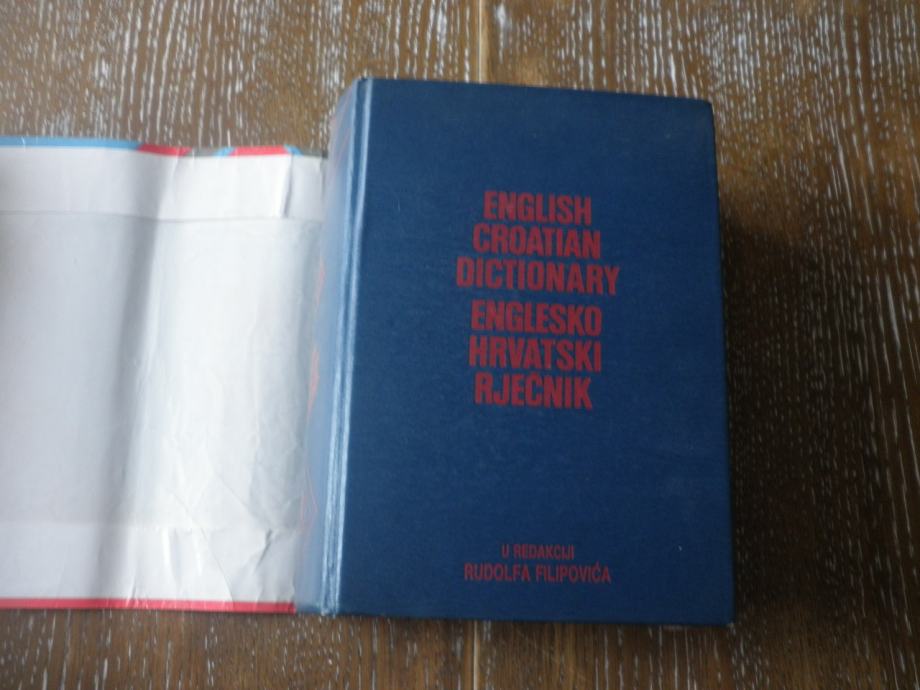 ENGLISH
CROATIAN
DICTIONARY
ENGLESKO
HRVATSKI
RJEČNIK
U REDAKCIJI
RUDOLFA FILIPOVIĆA